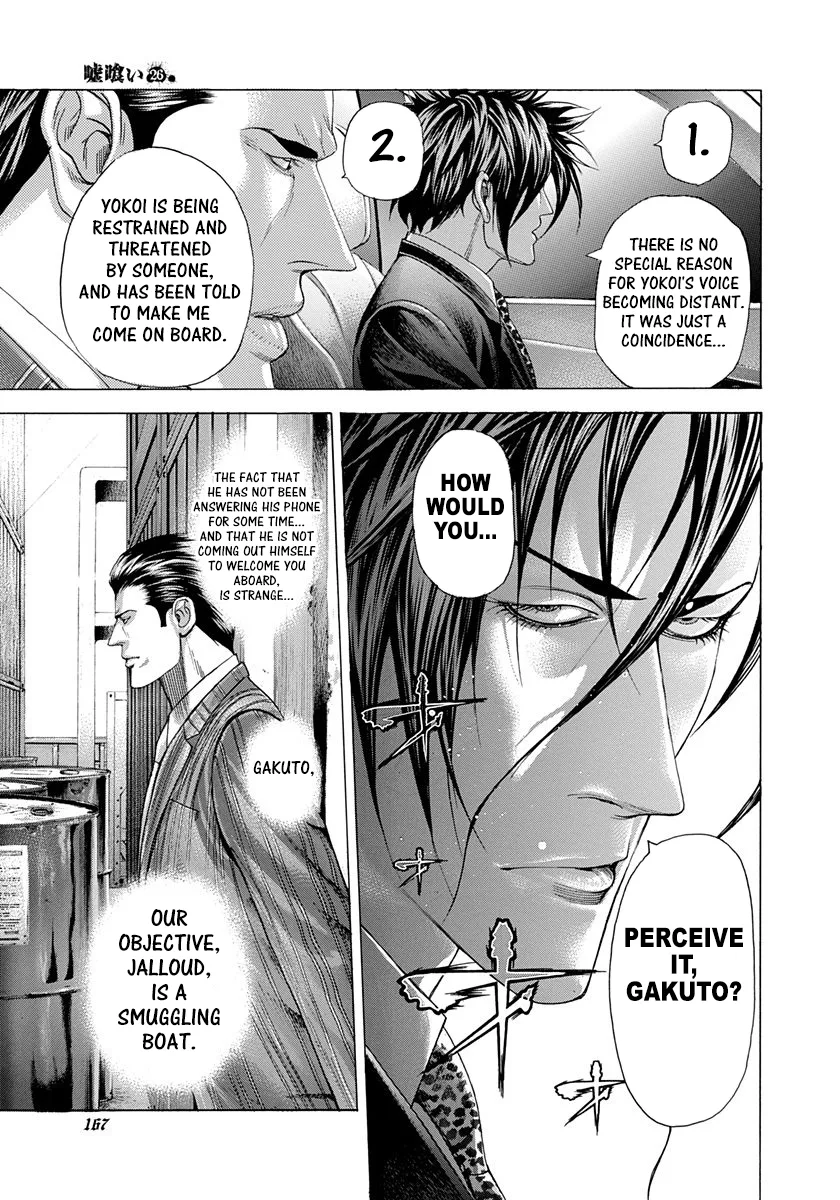 嘘喰い 26
1.
THERE IS NO
SPECIAL REASON
FOR YOKOI'S VOICE
BECOMING DISTANT.
IT WAS JUST A
COINCIDENCE...
2.
YOKOI IS BEING
RESTRAINED AND
THREATENED
BY SOMEONE,
AND HAS BEEN TOLD
TO MAKE ME
COME ON BOARD.
HOW
WOULD
YOU...
PERCEIVE
IT,
GAKUTO?
THE FACT THAT
HE HAS NOT BEEN
ANSWERING HIS PHONE
FOR SOME TIME...
AND THAT HE IS NOT
COMING OUT HIMSELF
TO WELCOME YOU
ABOARD,
IS STRANGE...
GAKUTO,
OUR
OBJECTIVE,
JALLOUD,
IS A
SMUGGLING
BOAT.
167